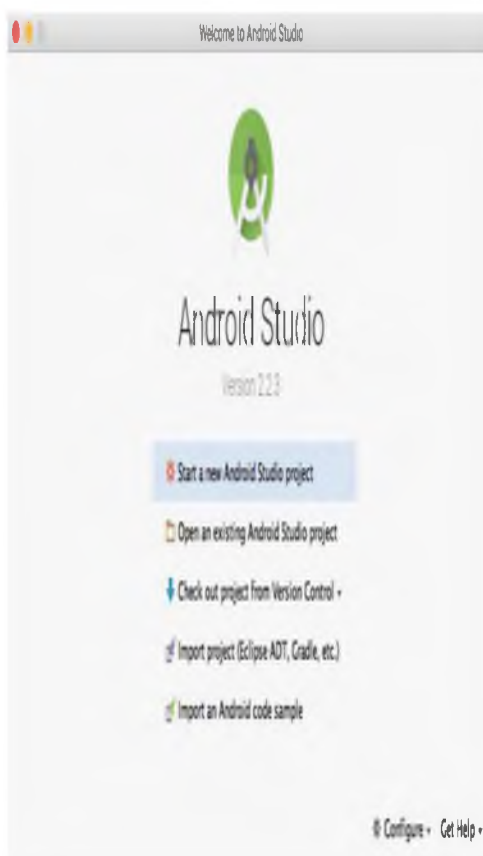 Welcome to Android Studio
Android Studio
Version 2.2.3
Start a new Android Studio project
Open an existing Android Studio project
Check out project from Version Control
Import project (Eclipse ADT, Gradle, etc.)
Import an Android code sample
Configure Get Help